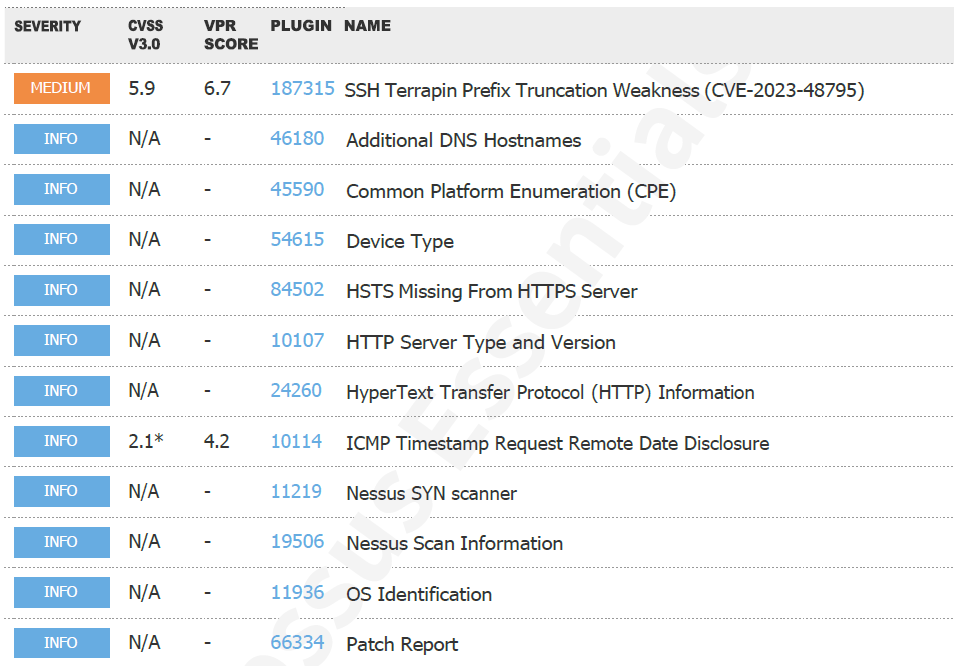 SEVERITY CVSS V3.0 VPR SCORE PLUGIN NAME
MEDIUM 5.9 6.7 187315 SSH Terrapin Prefix Truncation Weakness (CVE-2023-48795)
INFO N/A - 46180 Additional DNS Hostnames
INFO N/A - 45590 Common Platform Enumeration (CPE)
INFO N/A - 54615 Device Type
INFO N/A - 84502 HSTS Missing From HTTPS Server
INFO N/A - 10107 HTTP Server Type and Version
INFO N/A - 24260 HyperText Transfer Protocol (HTTP) Information
INFO 2.1* 4.2 10114 ICMP Timestamp Request Remote Date Disclosure
INFO N/A - 11219 Nessus SYN scanner
INFO N/A - 19506 Nessus Scan Information
INFO N/A - 11936 OS Identification
INFO N/A - 66334 Patch Report
essus Essentials